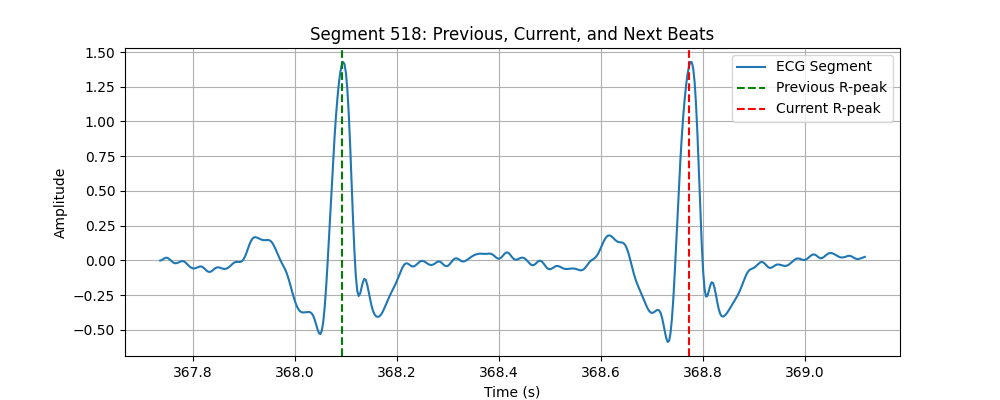 Segment 518: Previous, Current, and Next Beats
ECG Segment
Previous R-peak
Current R-peak
1.50
1.25
1.00
0.75
0.50
0.25
0.00
−0.25
−0.50
Amplitude
367.8 368.0 368.2 368.4 368.6 368.8 369.0
Time (s)